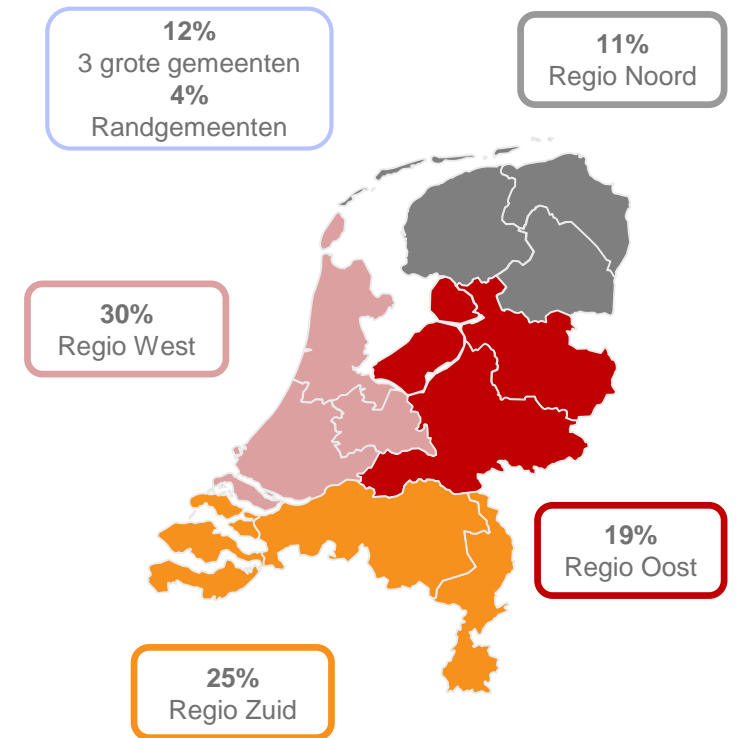 12%
3 grote gemeenten
4%
Randgemeenten
11%
Regio Noord
30%
Regio West
19%
Regio Oost
25%
Regio Zuid